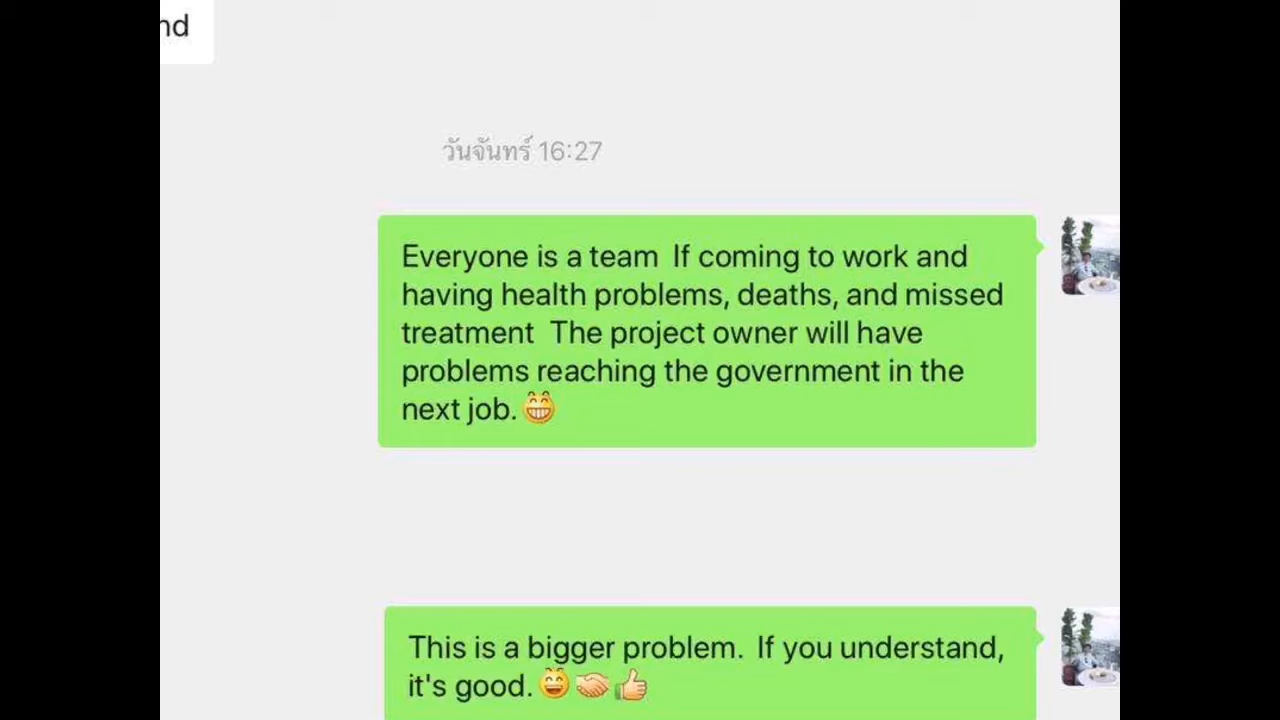 nd
วันจันทร์ 16:27
Everyone is a team  If coming to work and
having health problems, deaths, and missed
treatment  The project owner will have
problems reaching the government in the
next job.😁
This is a bigger problem.  If you understand,
it's good.😄🤝👍